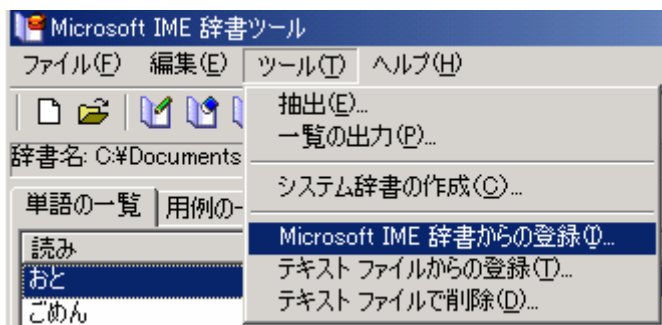 Microsoft IME 辞書ツール
ファイル(F) 編集(E) ツール(T) ヘルプ(H)
抽出(E)...
一覧の出力(P)...
辞書名: C:¥Documents
システム辞書の作成(C)...
単語の一覧 用例の
Microsoft IME 辞書からの登録(I)...
読み
テキスト ファイルからの登録(T)...
おと
テキスト ファイルで削除(D)...
ごめん